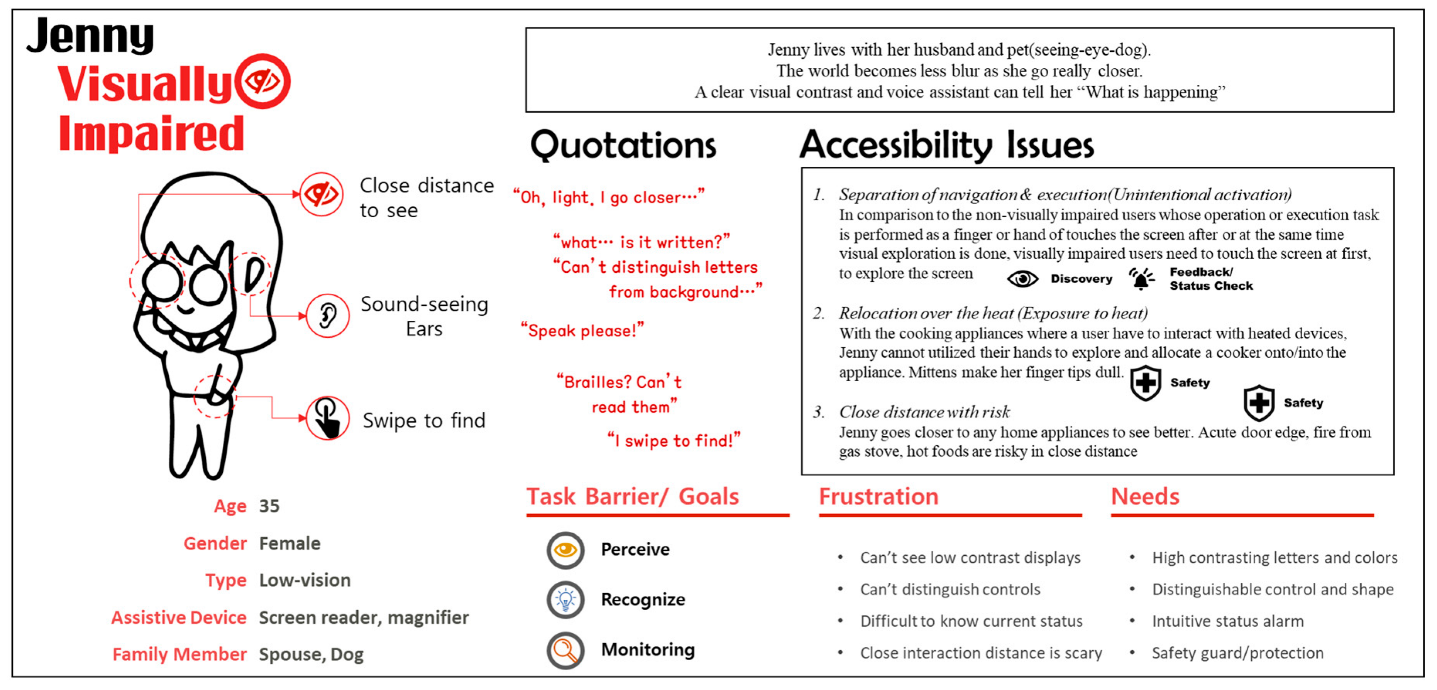 Jenny
Visually
Impaired
Jenny lives with her husband and pet(seeing-eye-dog).
The world becomes less blur as she go really closer.
A clear visual contrast and voice assistant can tell her “What is happening”
Close distance
to see
Sound-seeing
Ears
Swipe to find
Age 35
Gender Female
Type Low-vision
Assistive Device Screen reader, magnifier
Family Member Spouse, Dog
Quotations
“Oh, light, I go closer···”
“what··· is it written?”
“Can't distinguish letters
from background···”
“Speak please!”
“Brailles? Can't
read them”
“I swipe to find!”
Accessibility Issues
1. Separation of navigation & execution(Unintentional activation)
In comparison to the non-visually impaired users whose operation or execution task
is performed as a finger or hand of touches the screen after or at the same time
visual exploration is done, visually impaired users need to touch the screen at first,
to explore the screen
Discovery
Feedback/
Status Check
2. Relocation over the heat (Exposure to heat)
With the cooking appliances where a user have to interact with heated devices,
Jenny cannot utilized their hands to explore and allocate a cooker onto/into the
appliance. Mittens make her finger tips dull.
Safety
Safety
3. Close distance with risk
Jenny goes closer to any home appliances to see better. Acute door edge, fire from
gas stove, hot foods are risky in close distance
Task Barrier/ Goals
Perceive
Recognize
Monitoring
Frustration
• Can't see low contrast displays
• Can't distinguish controls
• Difficult to know current status
• Close interaction distance is scary
Needs
• High contrasting letters and colors
• Distinguishable control and shape
• Intuitive status alarm
• Safety guard/protection